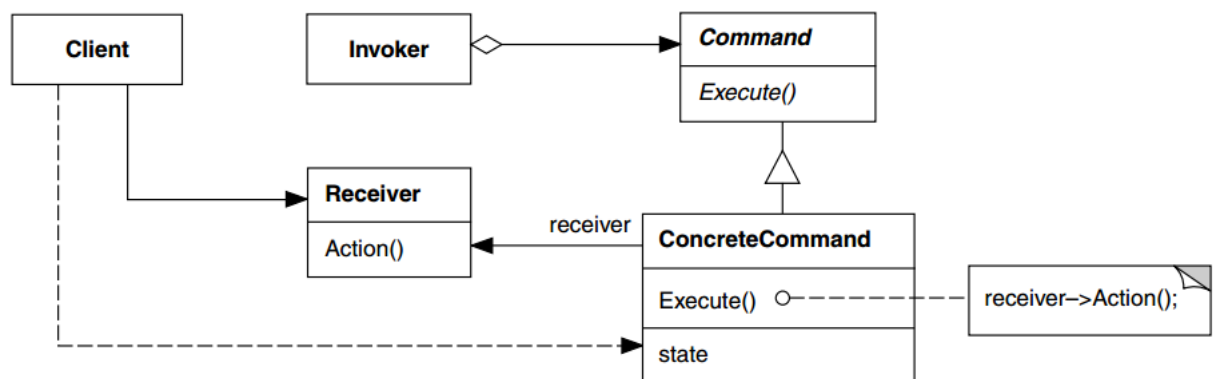 Client
Invoker
Command
Execute()
Receiver
Action()
receiver
ConcreteCommand
Execute()
state
receiver–>Action();